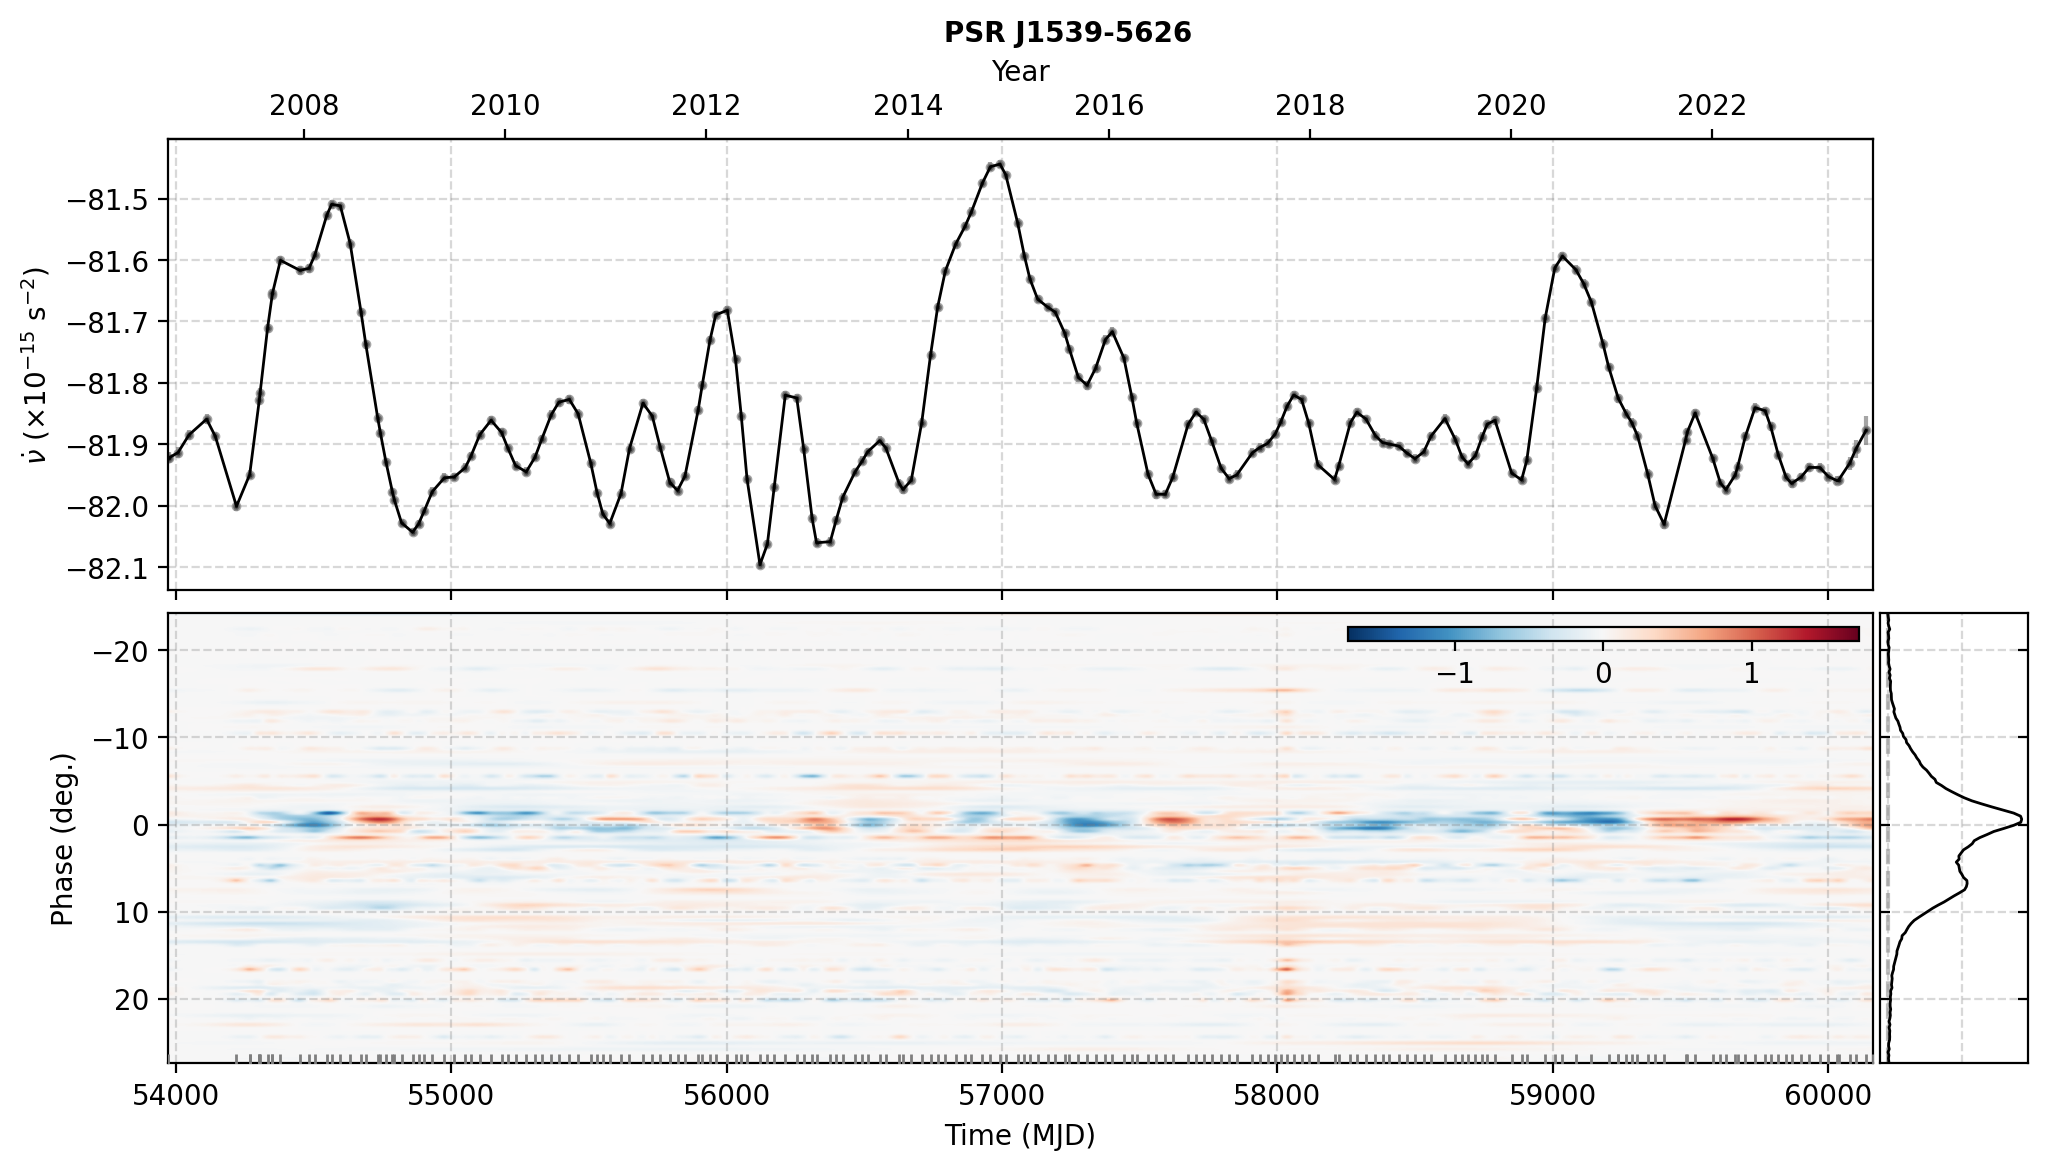 PSR J1539-5626
Year
2008 2010 2012 2014 2016 2018 2020 2022
−81.5
−81.6
−81.7
−81.8
−81.9
−82.0
−82.1
ν̇ (×10⁻¹⁵ s⁻²)
−1 0 1
−20
−10
0
10
20
Phase (deg.)
54000 55000 56000 57000 58000 59000 60000
Time (MJD)